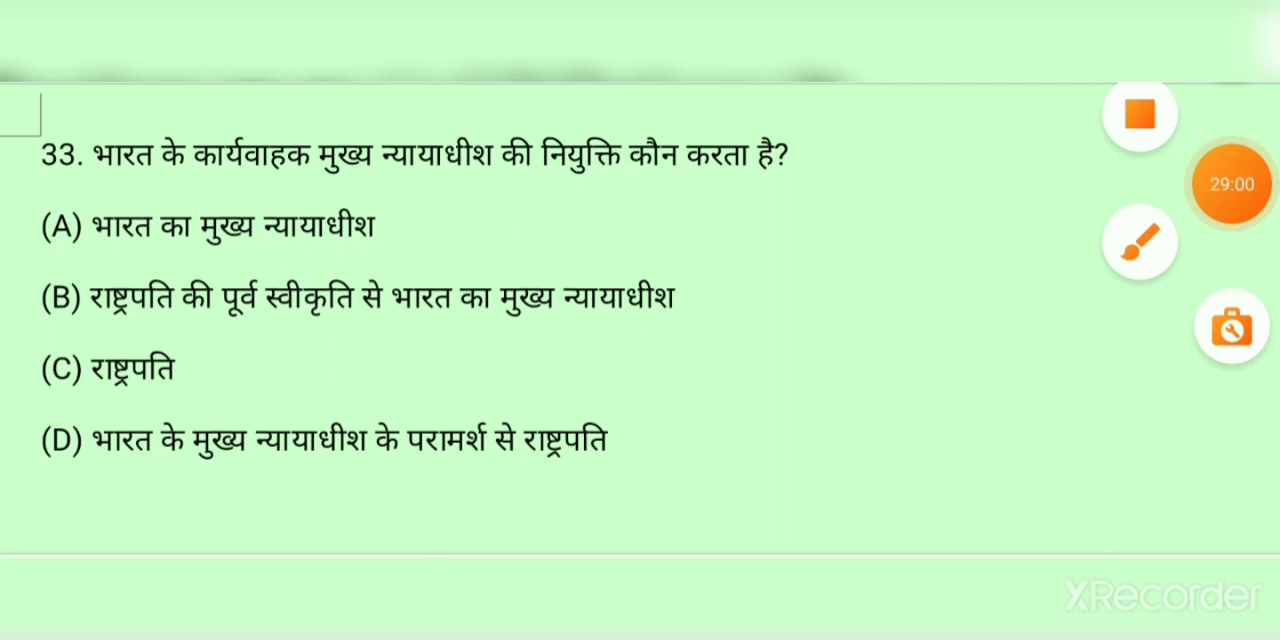 33. भारत के कार्यवाहक मुख्य न्यायाधीश की नियुक्ति कौन करता है?
(A) भारत का मुख्य न्यायाधीश
(B) राष्ट्रपति की पूर्व स्वीकृति से भारत का मुख्य न्यायाधीश
(C) राष्ट्रपति
(D) भारत के मुख्य न्यायाधीश के परामर्श से राष्ट्रपति
29:00
XRecorder